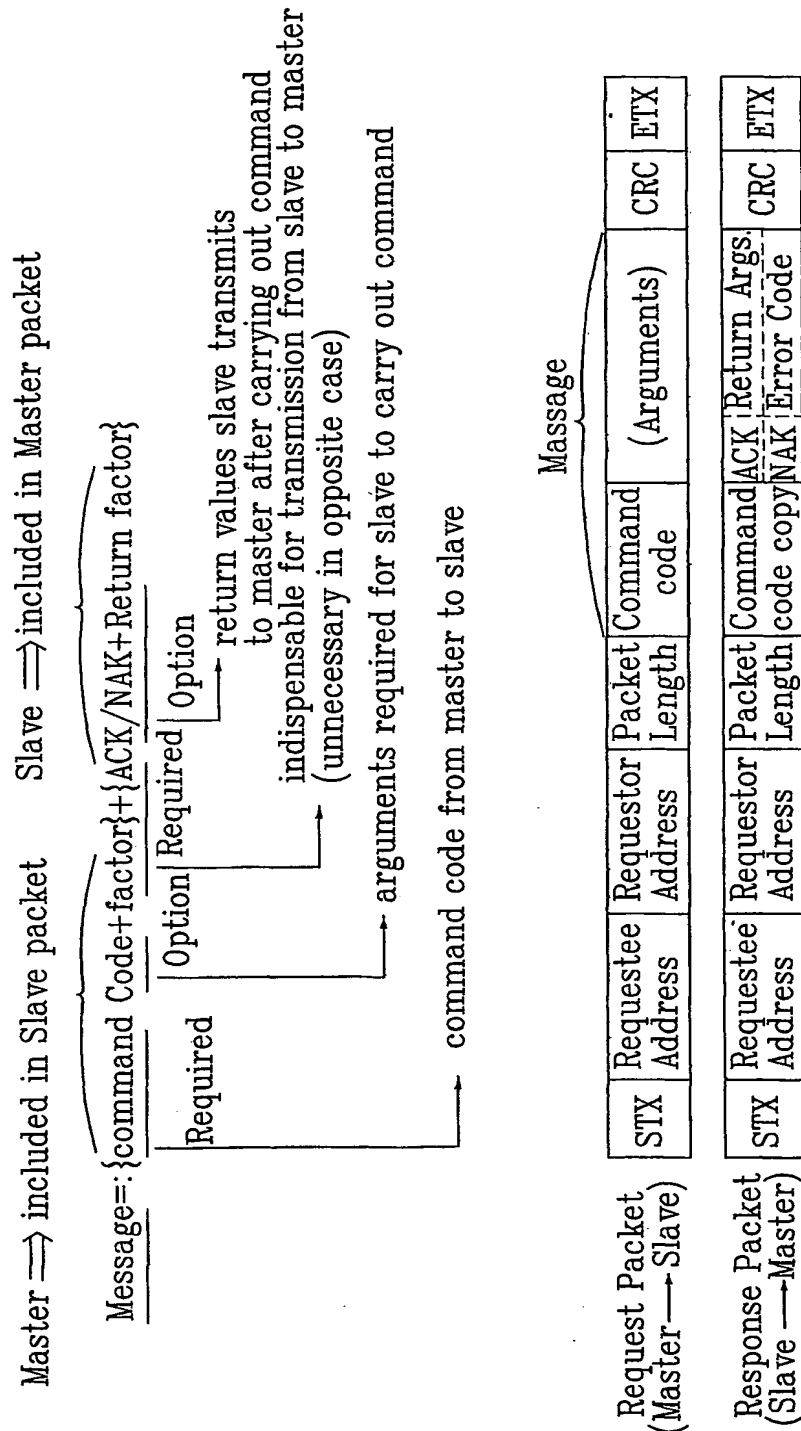 Master ⟹ included in Slave packet
Slave ⟹ included in Master packet
Message=:{command Code+factor}+{ACK/NAK+Return factor}
Required
Option
Required
Option
return values slave transmits
to master after carrying out command
indispensable for transmission from slave to master
(unnecessary in opposite case)
arguments required for slave to carry out command
command code from master to slave
Massage
Request Packet
(Master⟶Slave)
STX
Requestee
Address
Requestor
Address
Packet
Length
Command
code
(Arguments)
CRC
ETX
Response Packet
(Slave ⟶Master)
STX
Requestee
Address
Requestor
Address
Packet
Length
Command
code copy
ACK
Return Args.
NAK
Error Code
CRC
ETX